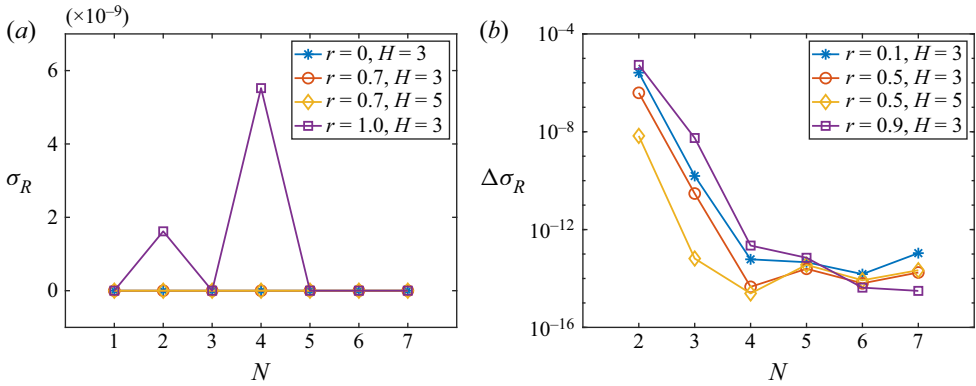 (a)
(×10⁻⁹)
6
4
2
0
σ_R
1 2 3 4 5 6 7
N
r = 0, H = 3
r = 0.7, H = 3
r = 0.7, H = 5
r = 1.0, H = 3
(b)
10⁻⁴
10⁻⁸
10⁻¹²
10⁻¹⁶
Δσ_R
2 3 4 5 6 7
N
r = 0.1, H = 3
r = 0.5, H = 3
r = 0.5, H = 5
r = 0.9, H = 3